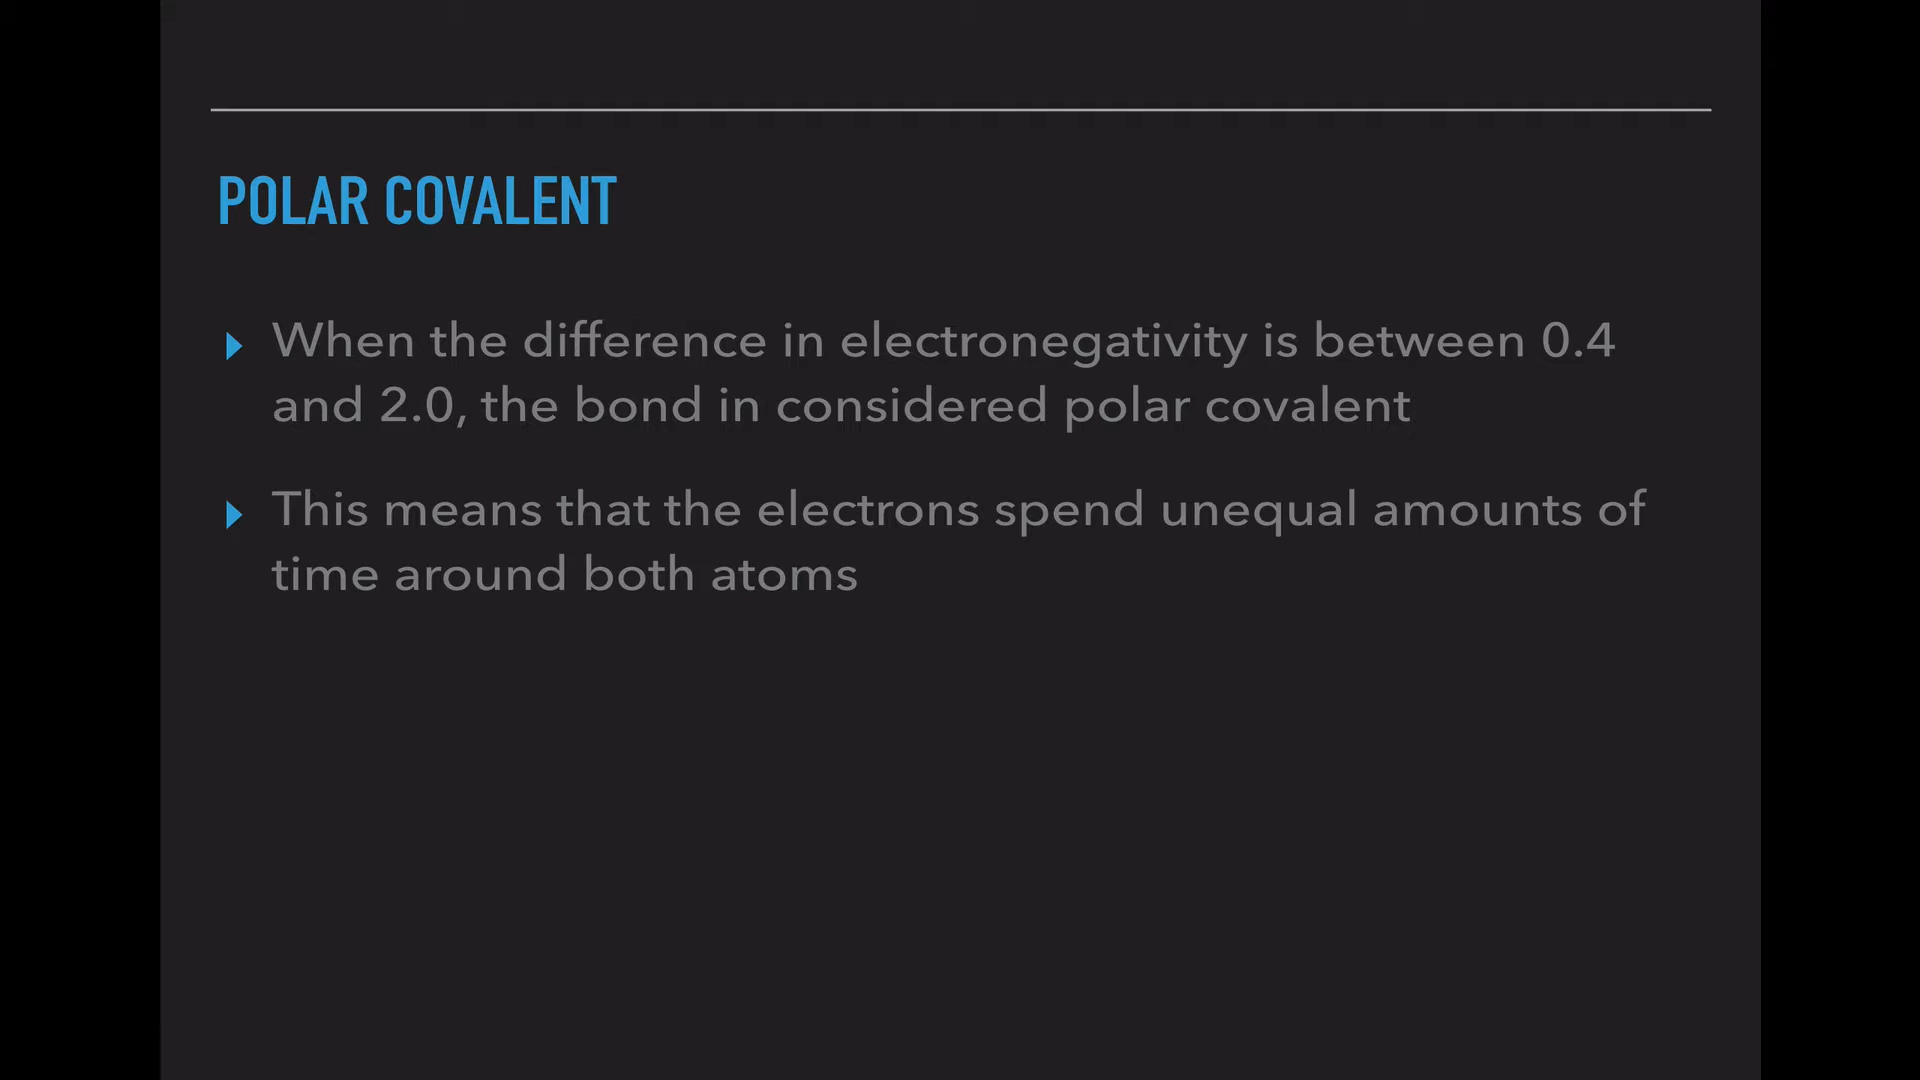 POLAR COVALENT
When the difference in electronegativity is between 0.4
and 2.0, the bond in considered polar covalent
This means that the electrons spend unequal amounts of
time around both atoms